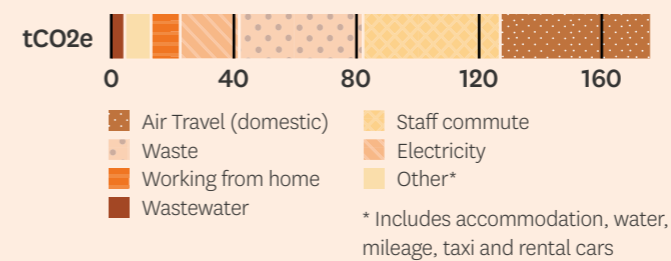 tCO2e
0 40 80 120 160
Air Travel (domestic)
Waste
Working from home
Wastewater
Staff commute
Electricity
Other*
* Includes accommodation, water,
mileage, taxi and rental cars